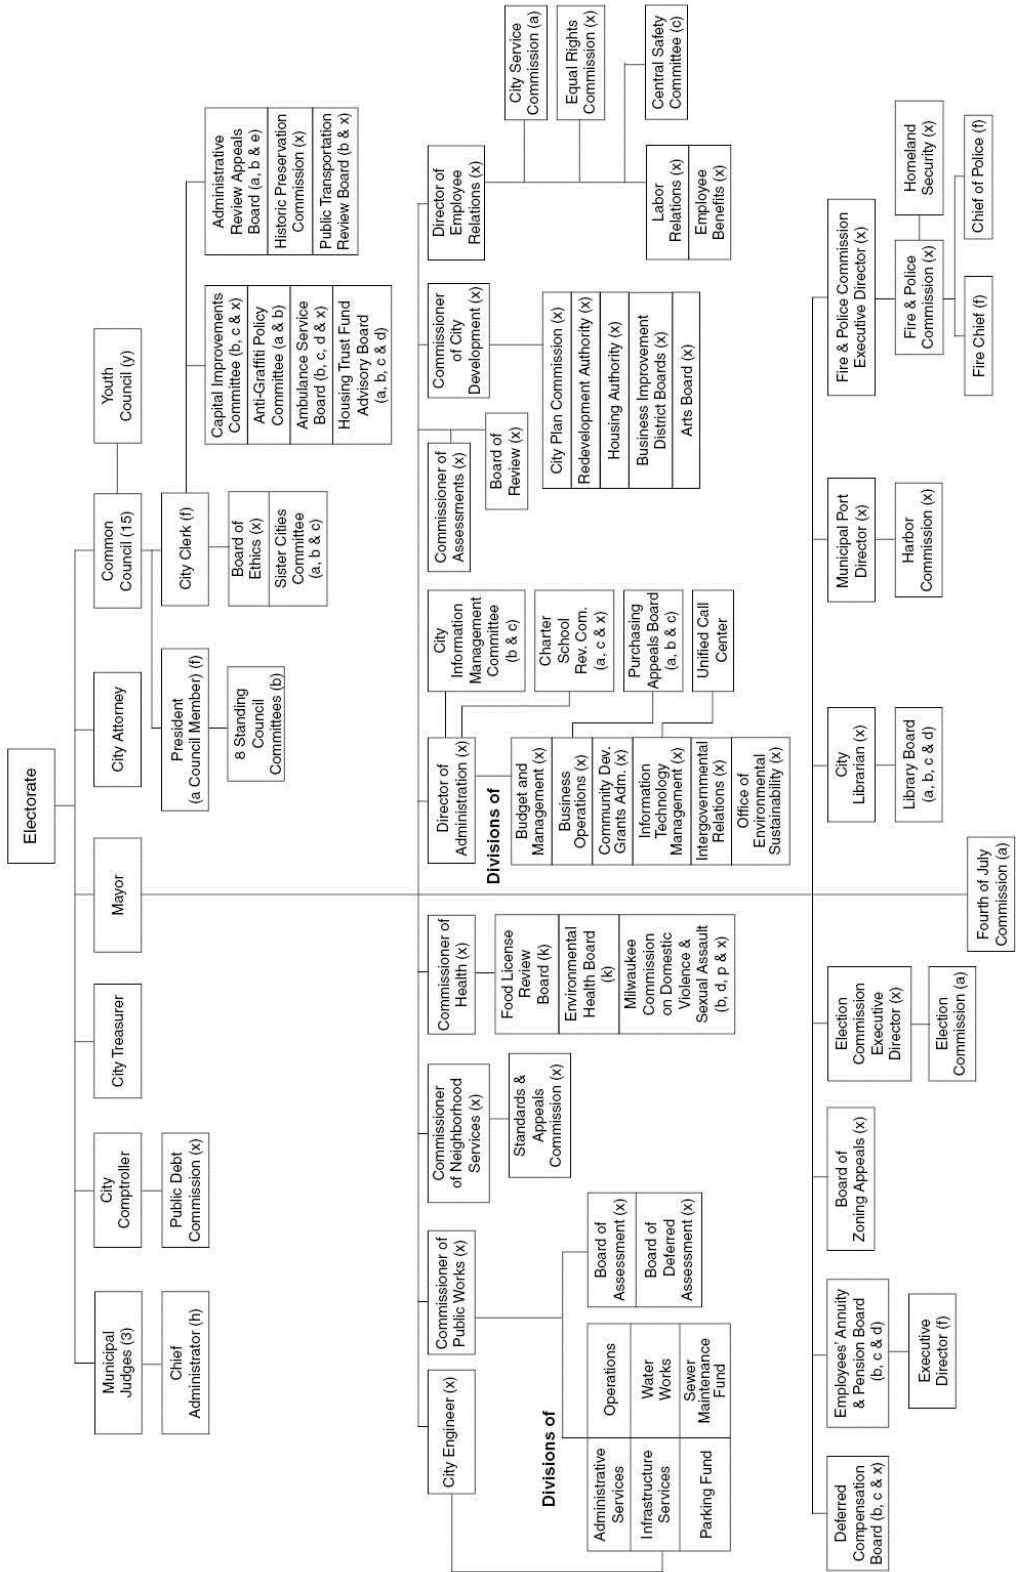 Electorate
Municipal
Judges (3)
City
Comptroller
City Treasurer
Mayor
City Attorney
Common
Council (15)
Youth
Council (y)
Chief
Administrator (h)
Public Debt
Commission (x)
President
(a Council Member) (f)
City Clerk (f)
8 Standing
Council
Committees (b)
Board of
Ethics (x)
Sister Cities
Committee
(a, b & c)
Capital Improvements
Committee (b, c & x)
Anti-Graffiti Policy
Committee (a & b)
Ambulance Service
Board (b, c, d & x)
Housing Trust Fund
Advisory Board
(a, b, c & d)
Administrative
Review Appeals
Board (a, b & e)
Historic Preservation
Commission (x)
Public Transportation
Review Board (b & x)
City Engineer (x)
Commissioner of
Public Works (x)
Commissioner
of Neighborhood
Services (x)
Commissioner of
Health (x)
Director of
Administration (x)
City
Information
Management
Committee
(b & c)
Commissioner of
Assessments (x)
Commissioner
of City
Development (x)
Director of
Employee
Relations (x)
Divisions of
Administrative
Services
Operations
Infrastructure
Services
Water
Works
Parking Fund
Sewer
Maintenance
Fund
Board of
Assessment (x)
Board of
Deferred
Assessment (x)
Standards &
Appeals
Commission (x)
Food License
Review
Board (k)
Environmental
Health Board
(k)
Milwaukee
Commission
on Domestic
Violence &
Sexual Assault
(b, d, p & x)
Divisions of
Budget and
Management (x)
Business
Operations (x)
Community Dev.
Grants Adm. (x)
Information
Technology
Management (x)
Intergovernmental
Relations (x)
Office of
Environmental
Sustainability (x)
Charter
School
Rev. Com.
(a, c & x)
Purchasing
Appeals Board
(a, b & c)
Unified Call
Center
Board of
Review (x)
City Plan Commission (x)
Redevelopment Authority (x)
Housing Authority (x)
Business Improvement
District Boards (x)
Arts Board (x)
City Service
Commission (a)
Equal Rights
Commission (x)
Central Safety
Committee (c)
Labor
Relations (x)
Employee
Benefits (x)
Deferred
Compensation
Board (b, c & x)
Employees' Annuity
& Pension Board
(b, c & d)
Executive
Director (f)
Board of
Zoning Appeals (x)
Election
Commission
Executive
Director (x)
Election
Commission (a)
Fourth of July
Commission (a)
City
Librarian (x)
Library Board
(a, b, c & d)
Municipal Port
Director (x)
Harbor
Commission (x)
Fire & Police Commission
Executive Director (x)
Fire & Police
Commission (x)
Homeland
Security (x)
Fire Chief (f)
Chief of Police (f)